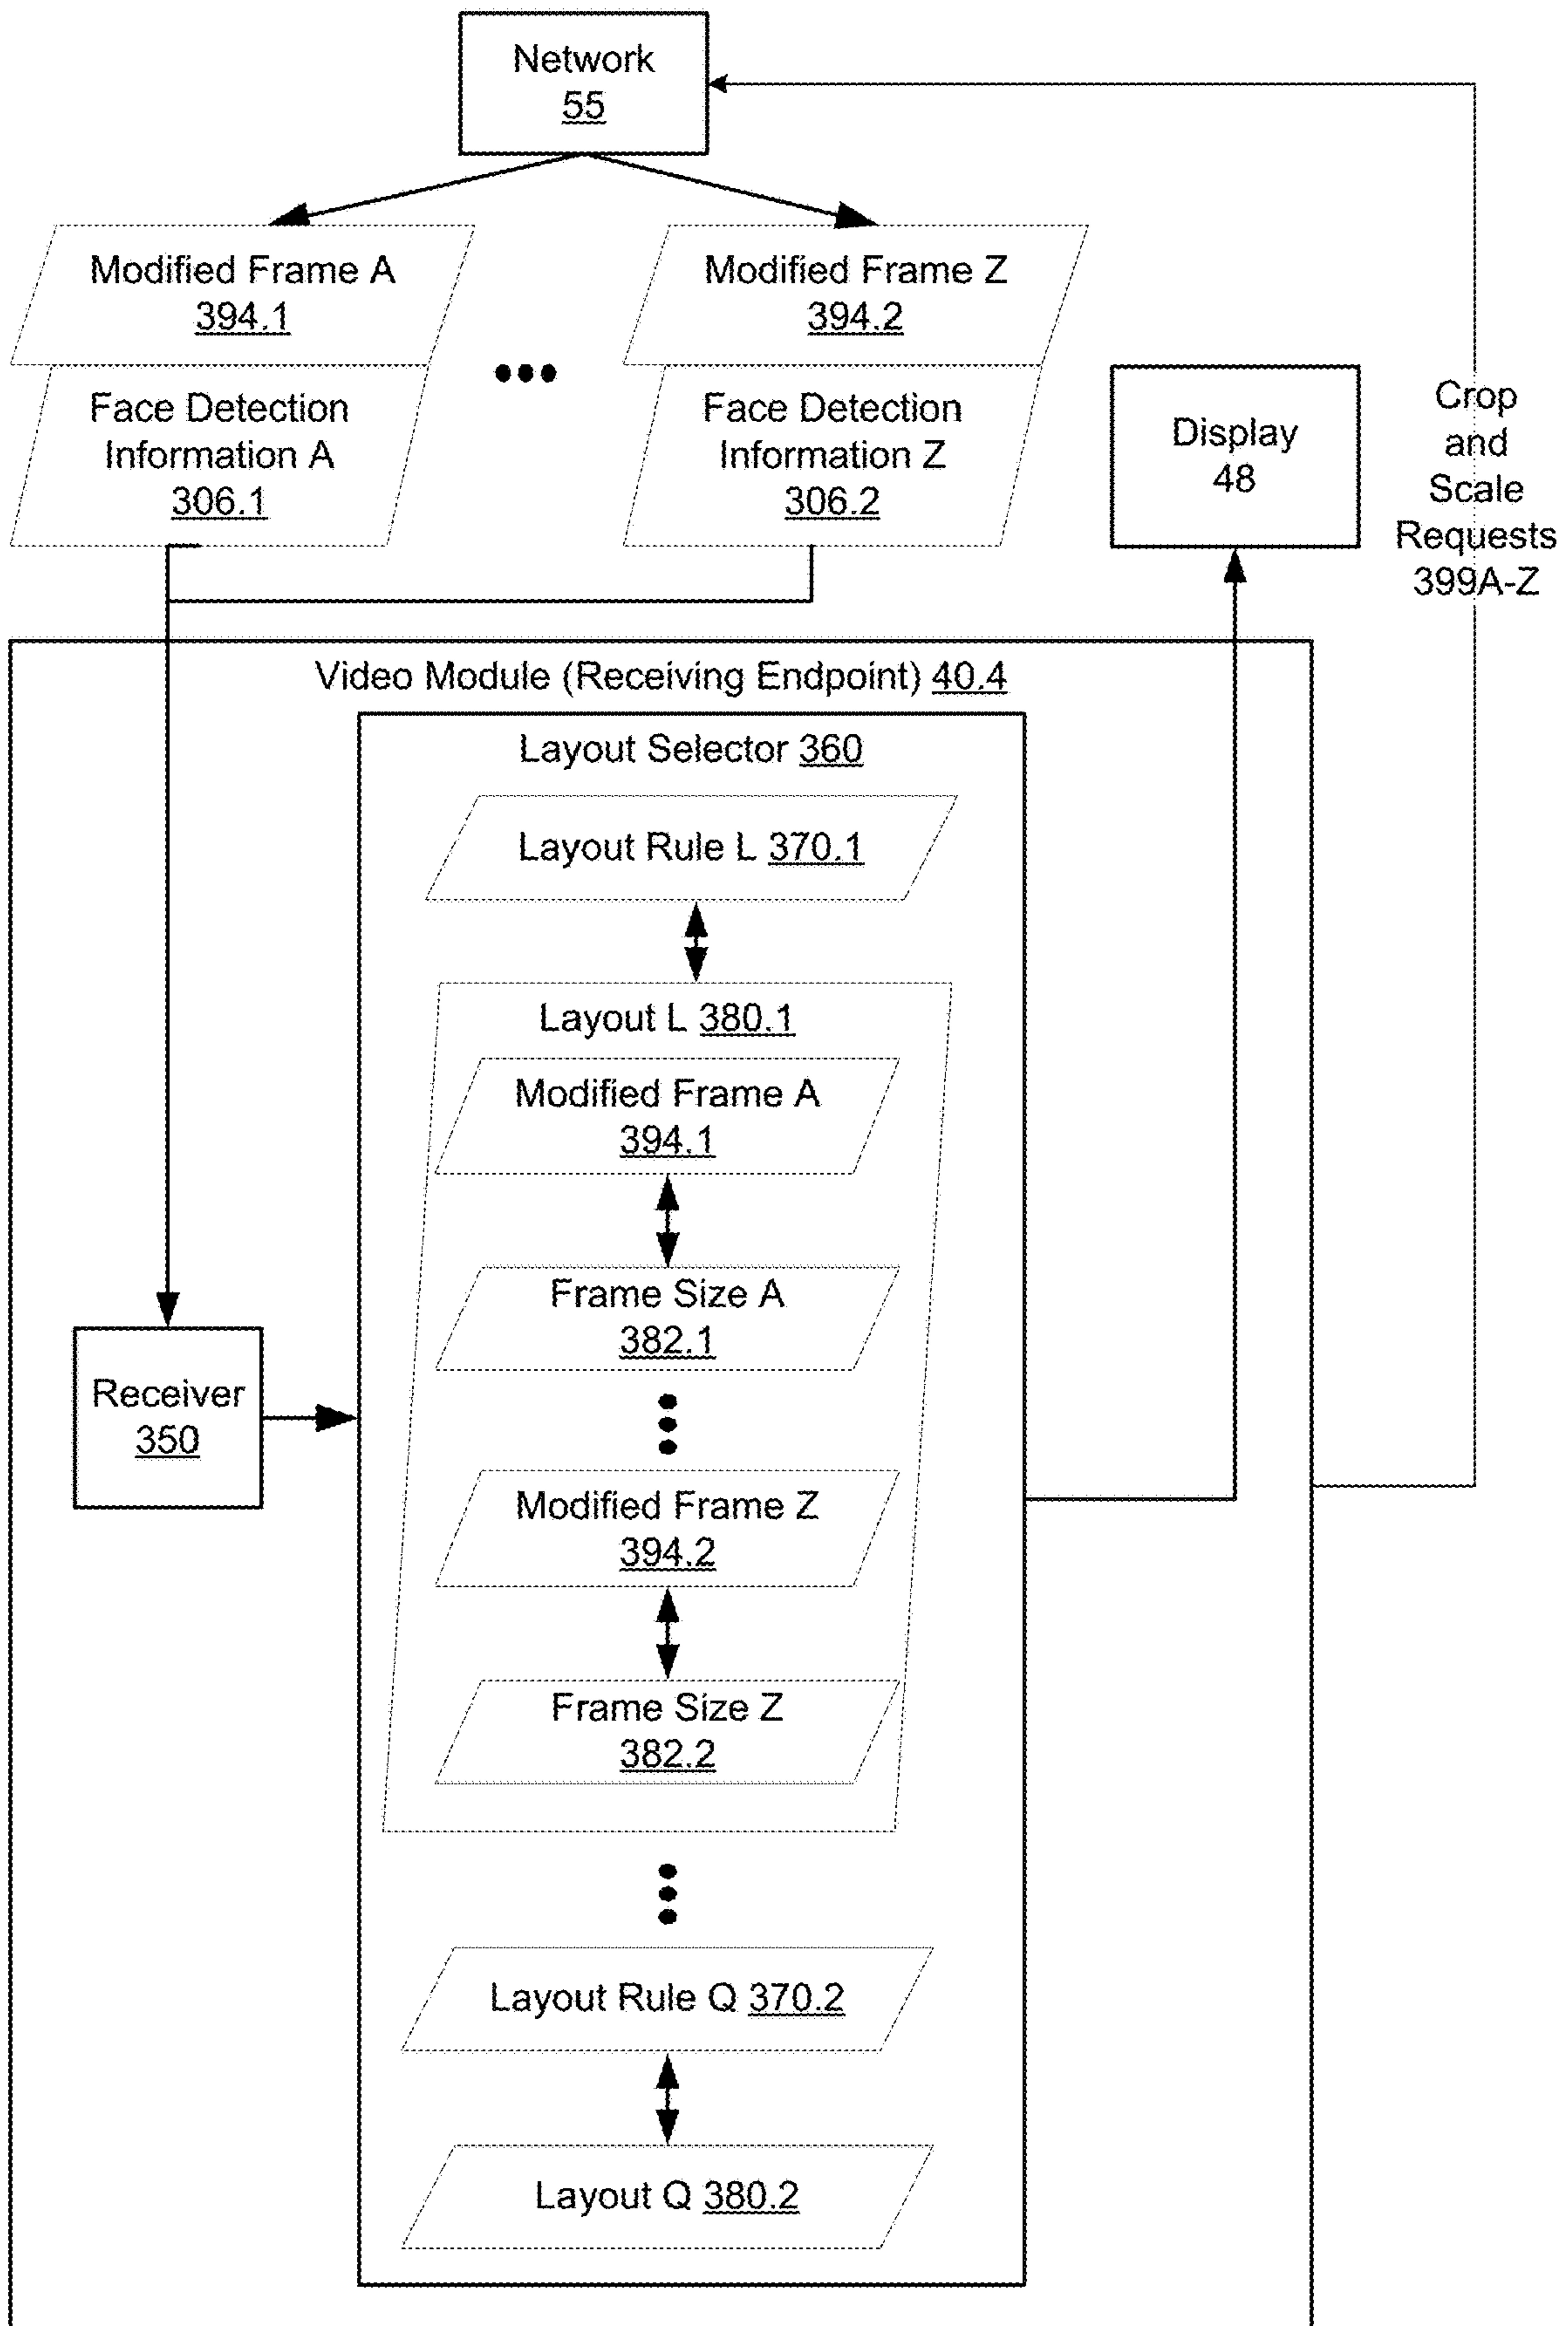 Network
55
Modified Frame A
394.1
Face Detection
Information A
306.1
Modified Frame Z
394.2
Face Detection
Information Z
306.2
Display
48
Crop
and
Scale
Requests
399A-Z
Video Module (Receiving Endpoint) 40.4
Layout Selector 360
Layout Rule L 370.1
Layout L 380.1
Modified Frame A
394.1
Frame Size A
382.1
Receiver
350
Modified Frame Z
394.2
Frame Size Z
382.2
Layout Rule Q 370.2
Layout Q 380.2